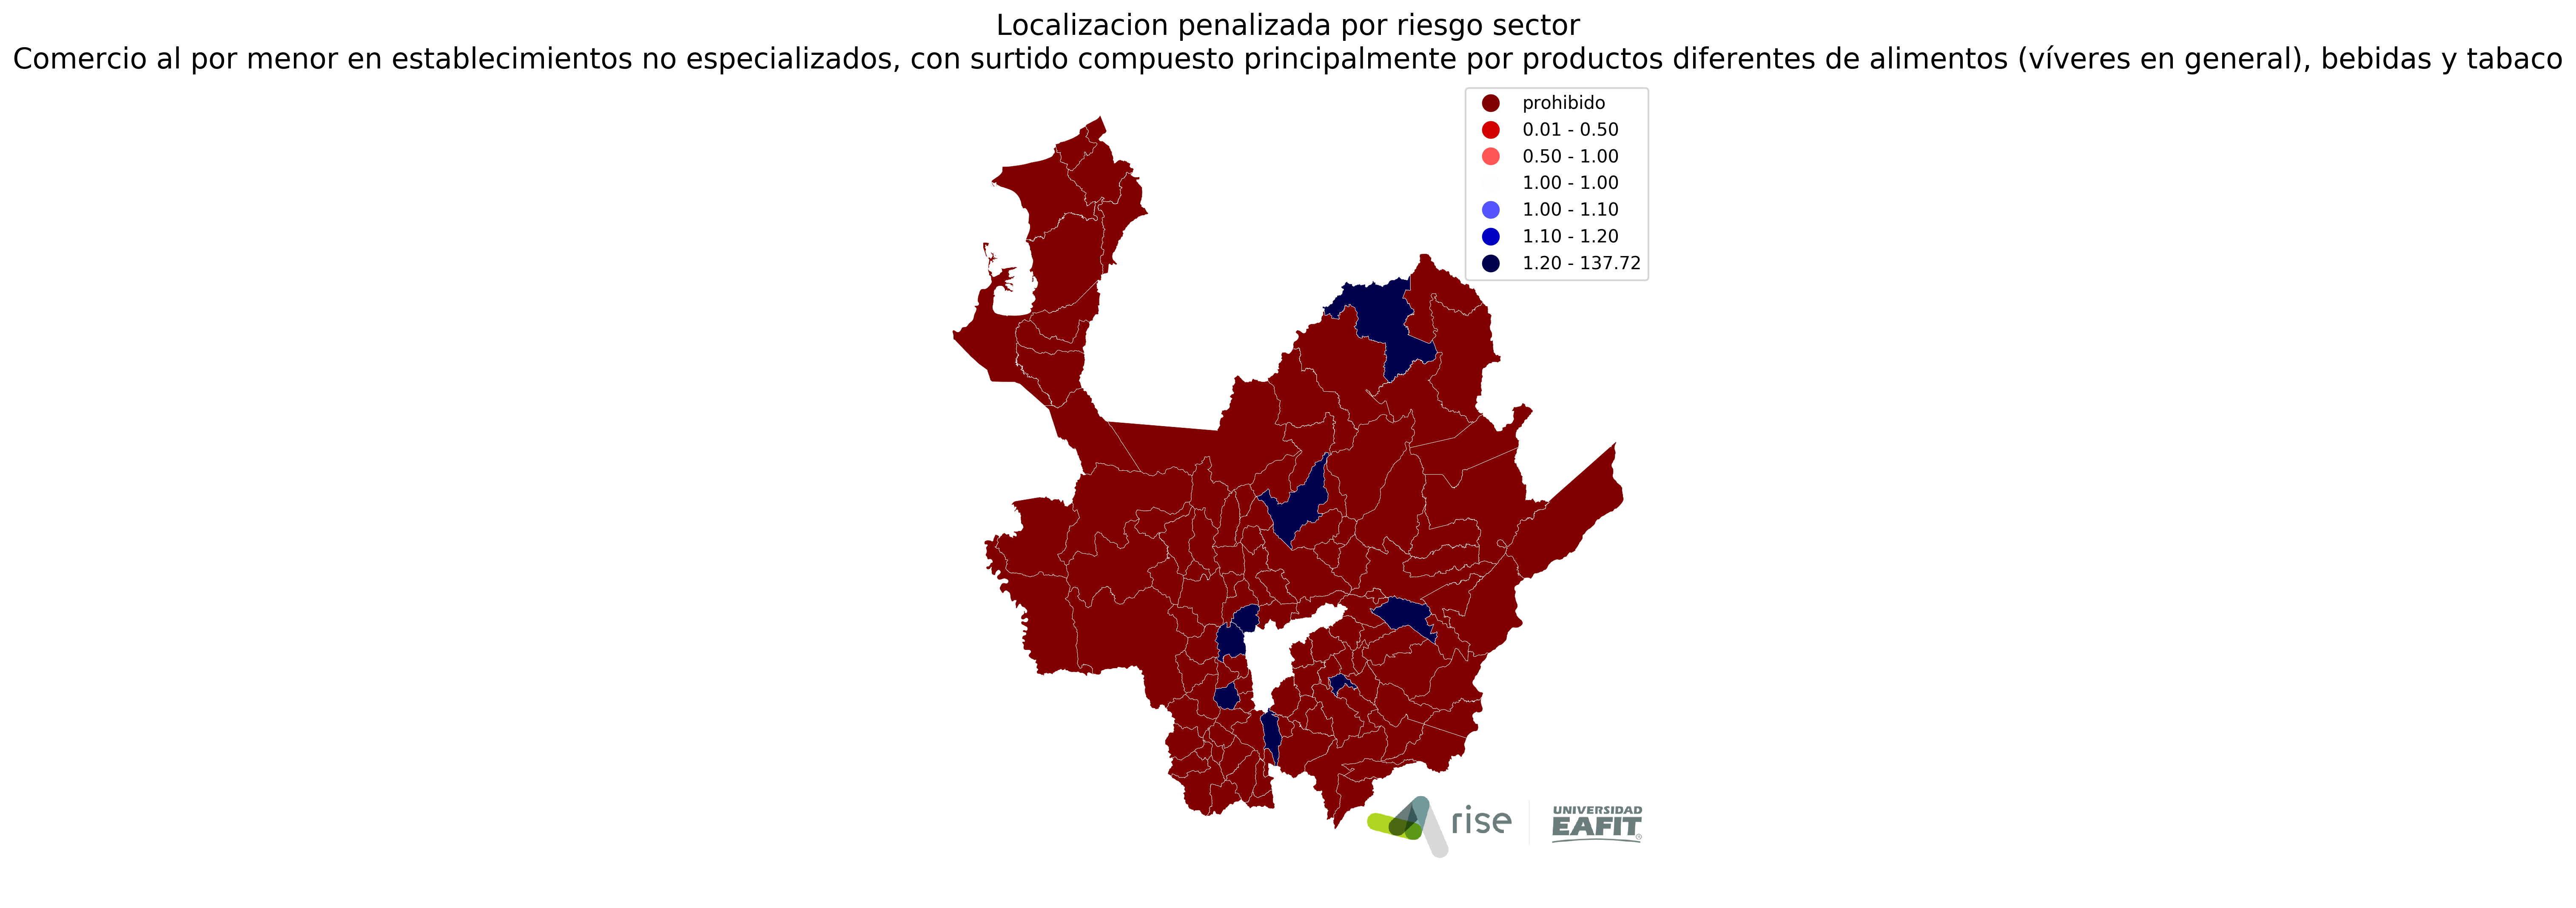 Localizacion penalizada por riesgo sector
Comercio al por menor en establecimientos no especializados, con surtido compuesto principalmente por productos diferentes de alimentos (víveres en general), bebidas y tabaco
prohibido
0.01 - 0.50
0.50 - 1.00
1.00 - 1.00
1.00 - 1.10
1.10 - 1.20
1.20 - 137.72
rise
UNIVERSIDAD
EAFIT®